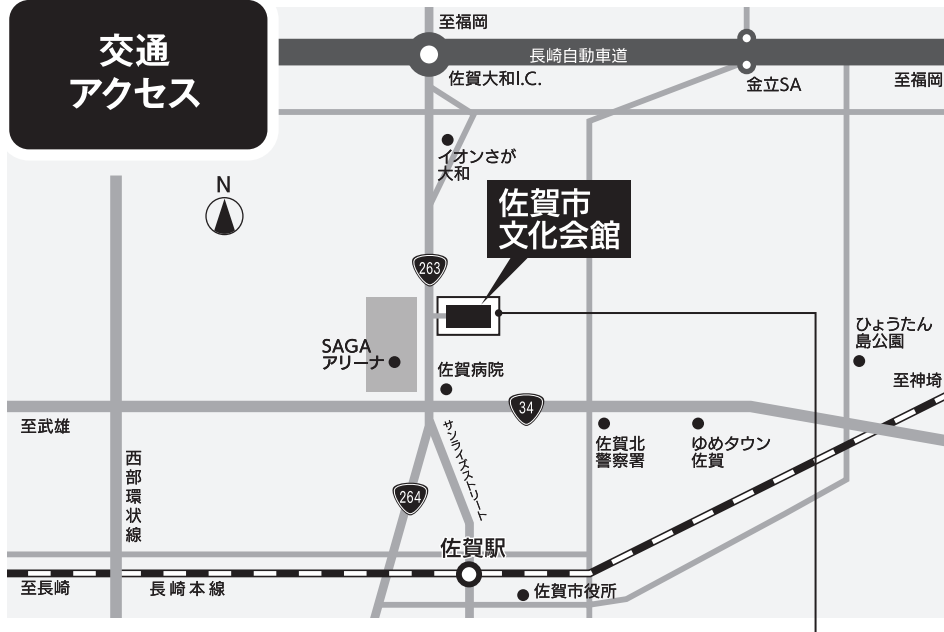 交通
アクセス
至福岡
長崎自動車道
佐賀大和I.C.
金立SA
至福岡
イオンさが
大和
N
佐賀市
文化会館
263
SAGA
アリーナ
佐賀病院
ひょうたん
島公園
至神埼
34
至武雄
佐賀北
警察署
ゆめタウン
佐賀
サンライズストリート
西部環状線
264
佐賀駅
至長崎
長崎本線
佐賀市役所